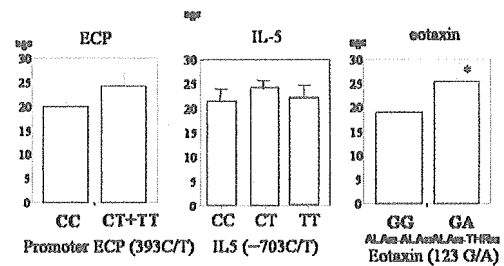 ECP
IL-5
eotaxin
age
age
age
30
25
20
15
10
5
0
30
25
20
15
10
5
0
30
25
20
15
10
5
0
*
CC CT+TT
CC CT TT
GG GA
Promoter ECP (393C/T)
IL5 (−703C/T)
Eotaxin (123 G/A)